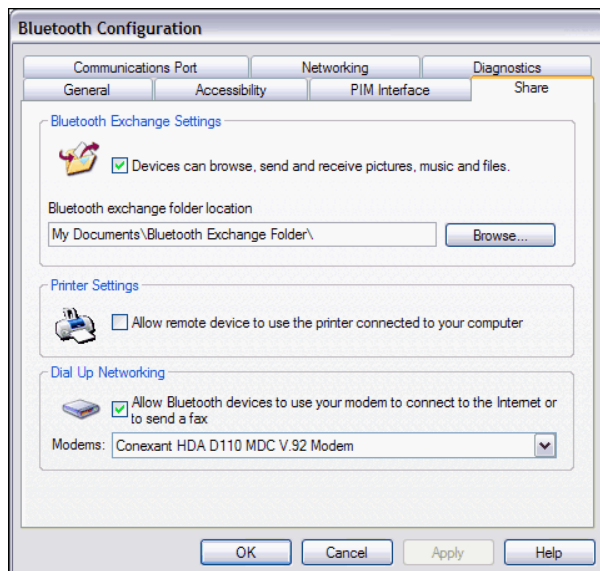 Bluetooth Configuration
Communications Port Networking Diagnostics
General Accessibility PIM Interface Share
Bluetooth Exchange Settings
Devices can browse, send and receive pictures, music and files.
Bluetooth exchange folder location
My Documents\Bluetooth Exchange Folder\ Browse...
Printer Settings
Allow remote device to use the printer connected to your computer
Dial Up Networking
Allow Bluetooth devices to use your modem to connect to the Internet or
to send a fax
Modems: Conexant HDA D110 MDC V.92 Modem
OK Cancel Apply Help